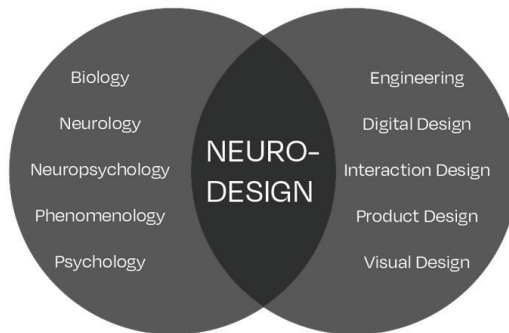 Biology
Neurology
Neuropsychology
Phenomenology
Psychology
NEURO-
DESIGN
Engineering
Digital Design
Interaction Design
Product Design
Visual Design